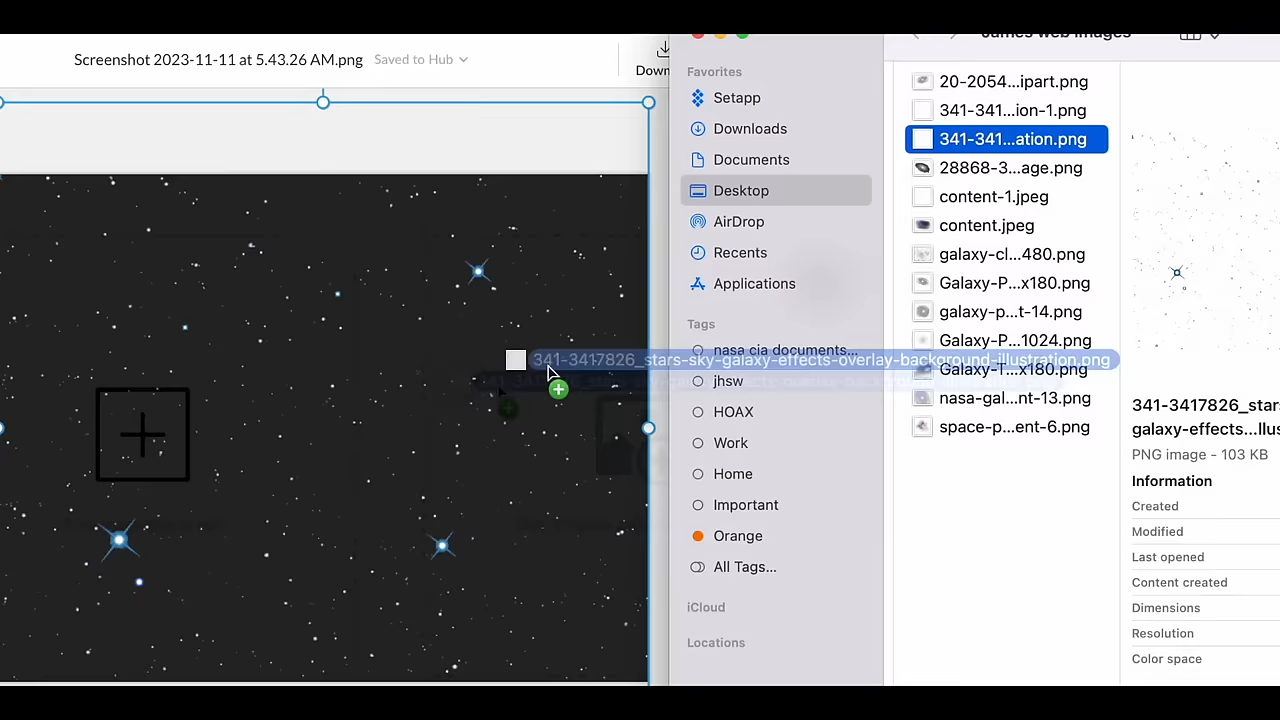 Screenshot 2023-11-11 at 5.43.26 AM.png
Saved to Hub
Down
Favorites
Setapp
Downloads
Documents
Desktop
AirDrop
Recents
Applications
Tags
nasa cia documents...
jhsw
HOAX
Work
Home
Important
Orange
All Tags...
iCloud
Locations
James web images
20-2054...ipart.png
341-341...ion-1.png
341-341...ation.png
28868-3...age.png
content-1.jpeg
content.jpeg
galaxy-cl...480.png
Galaxy-P...x180.png
galaxy-p...t-14.png
Galaxy-P...1024.png
341-3417826_stars-sky-galaxy-effects-overlay-background-illustration.png
Galaxy-T...x180.png
nasa-gal...nt-13.png
space-p...ent-6.png
341-3417826_stars
galaxy-effects...Illus
PNG image - 103 KB
Information
Created
Modified
Last opened
Content created
Dimensions
Resolution
Color space